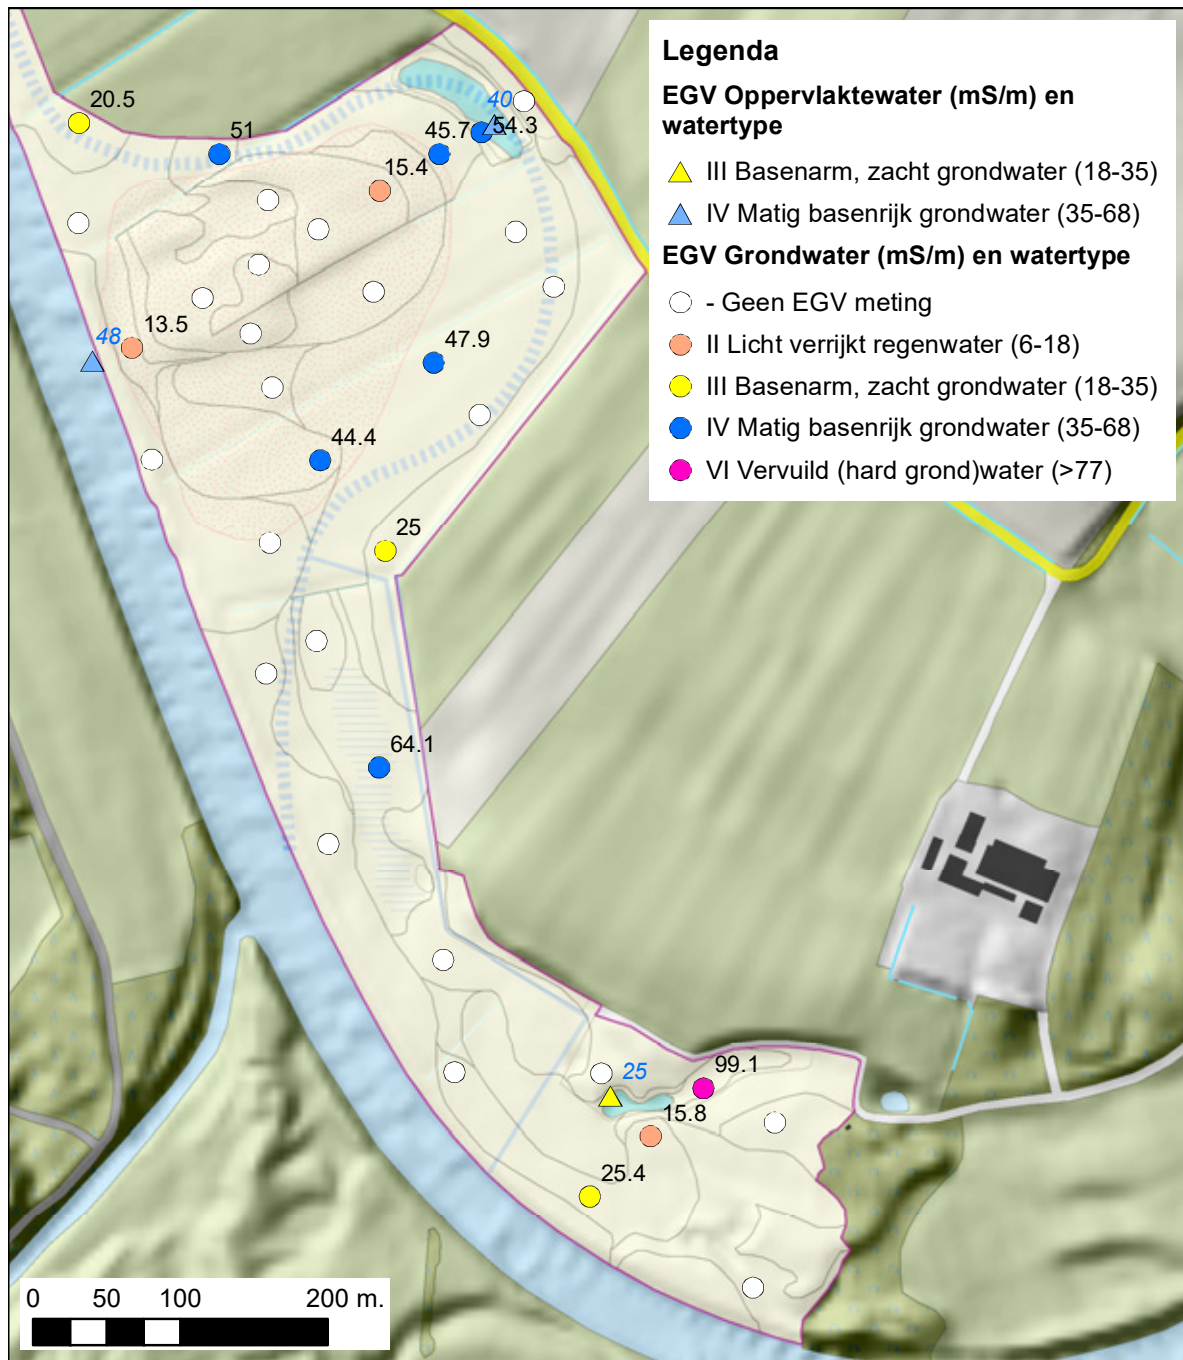 Legenda
EGV Oppervlaktewater (mS/m) en
watertype
III Basenarm, zacht grondwater (18-35)
IV Matig basenrijk grondwater (35-68)
EGV Grondwater (mS/m) en watertype
- Geen EGV meting
II Licht verrijkt regenwater (6-18)
III Basenarm, zacht grondwater (18-35)
IV Matig basenrijk grondwater (35-68)
VI Vervuild (hard grond)water (>77)
20.5
40
51
45.7
54.3
15.4
13.5
48
47.9
44.4
25
64.1
25
99.1
15.8
25.4
0 50 100 200 m.